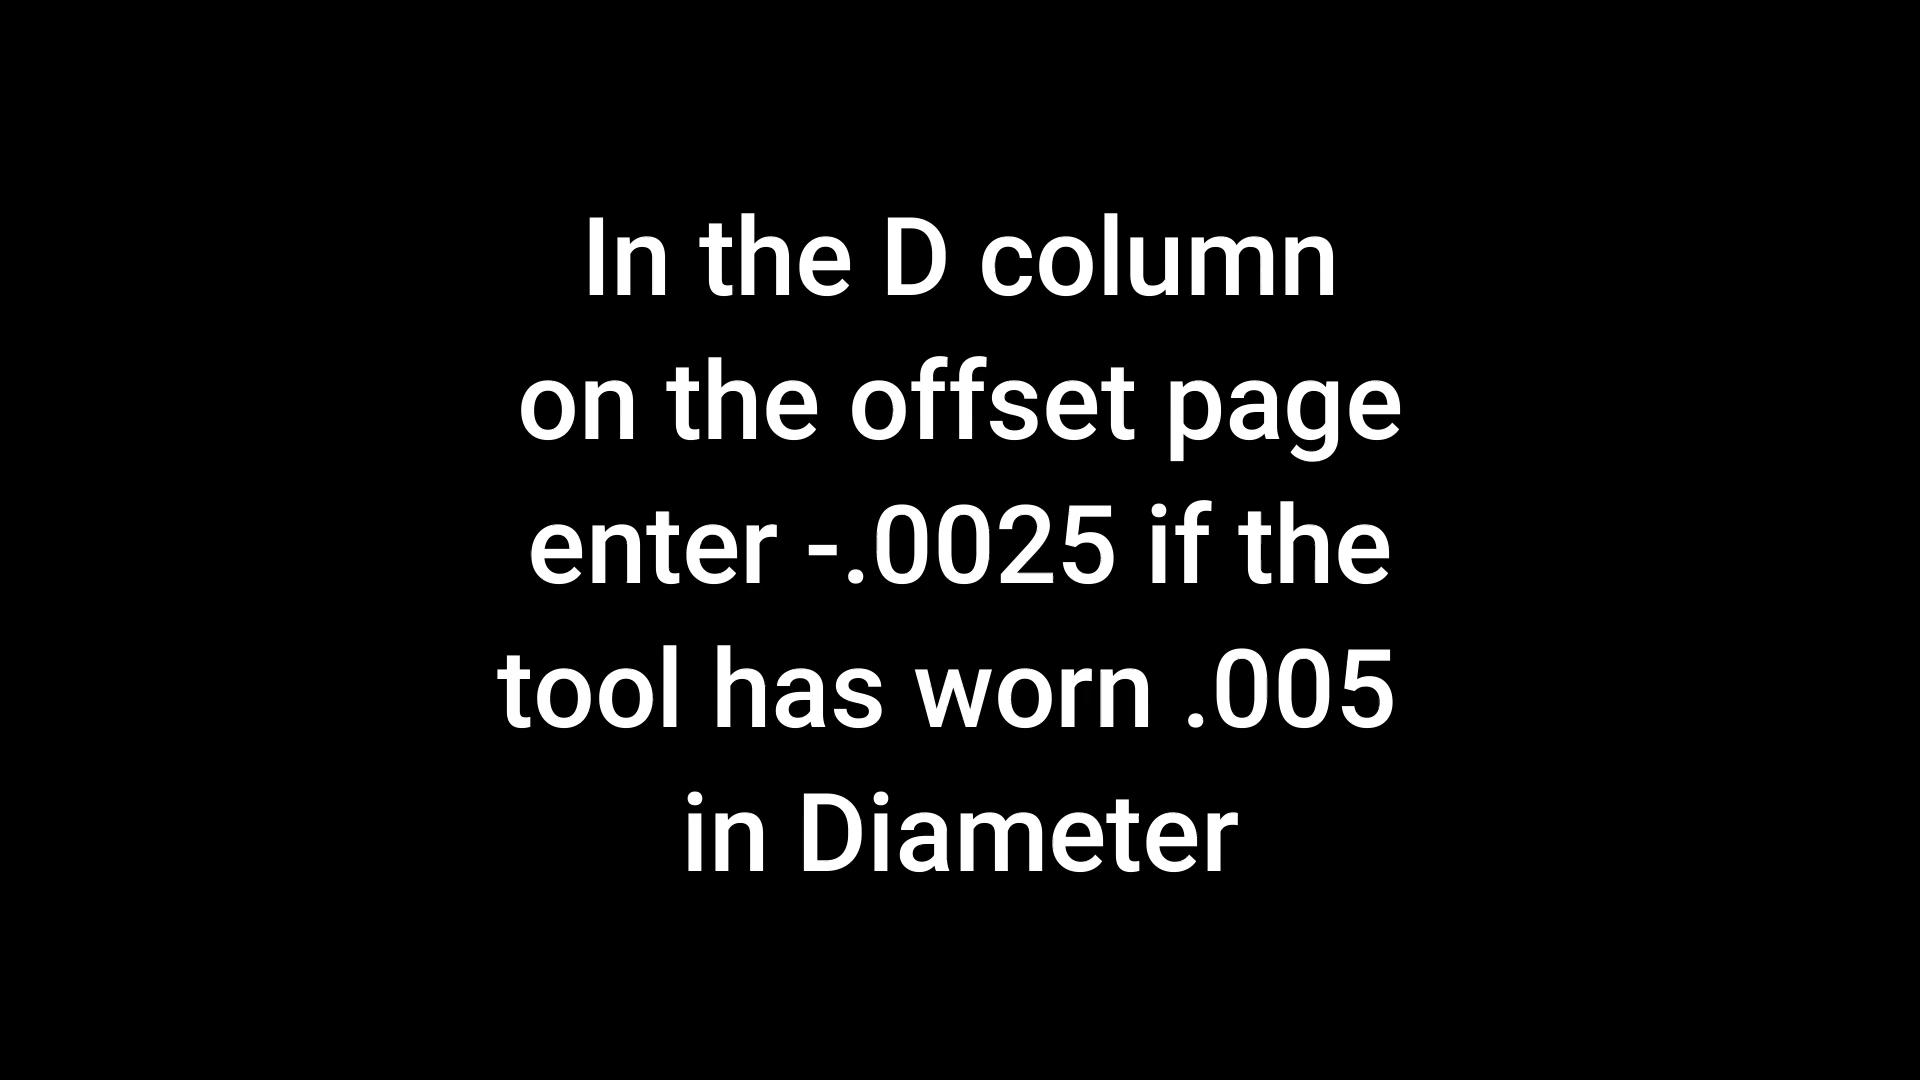 In the D column
on the offset page
enter -.0025 if the
tool has worn .005
in Diameter